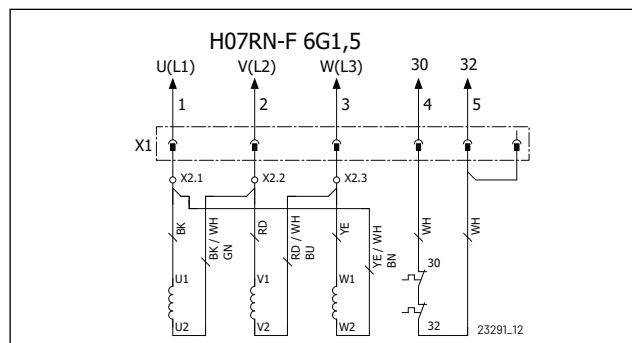 H07RN-F 6G1,5
U(L1) V(L2) W(L3) 30 32
1 2 3 4 5
X1
X2.1 X2.2 X2.3
BK BK / WH GN RD RD / WH BU YE YE / WH BN WH WH
U1 V1 W1 30
U2 V2 W2 32
23291_12